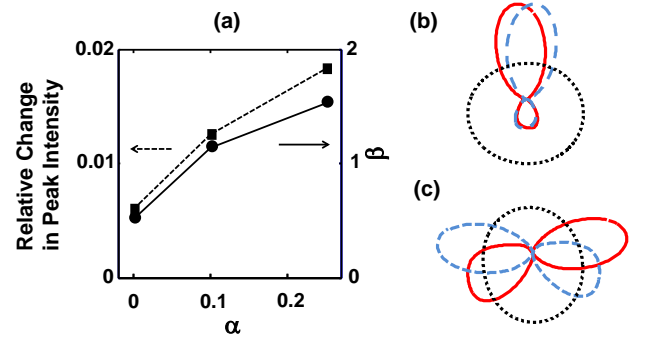 (a)
(b)
0.02
2
Relative Change
in Peak Intensity
0.01
1
β
(c)
0
0
0
0.1
0.2
α